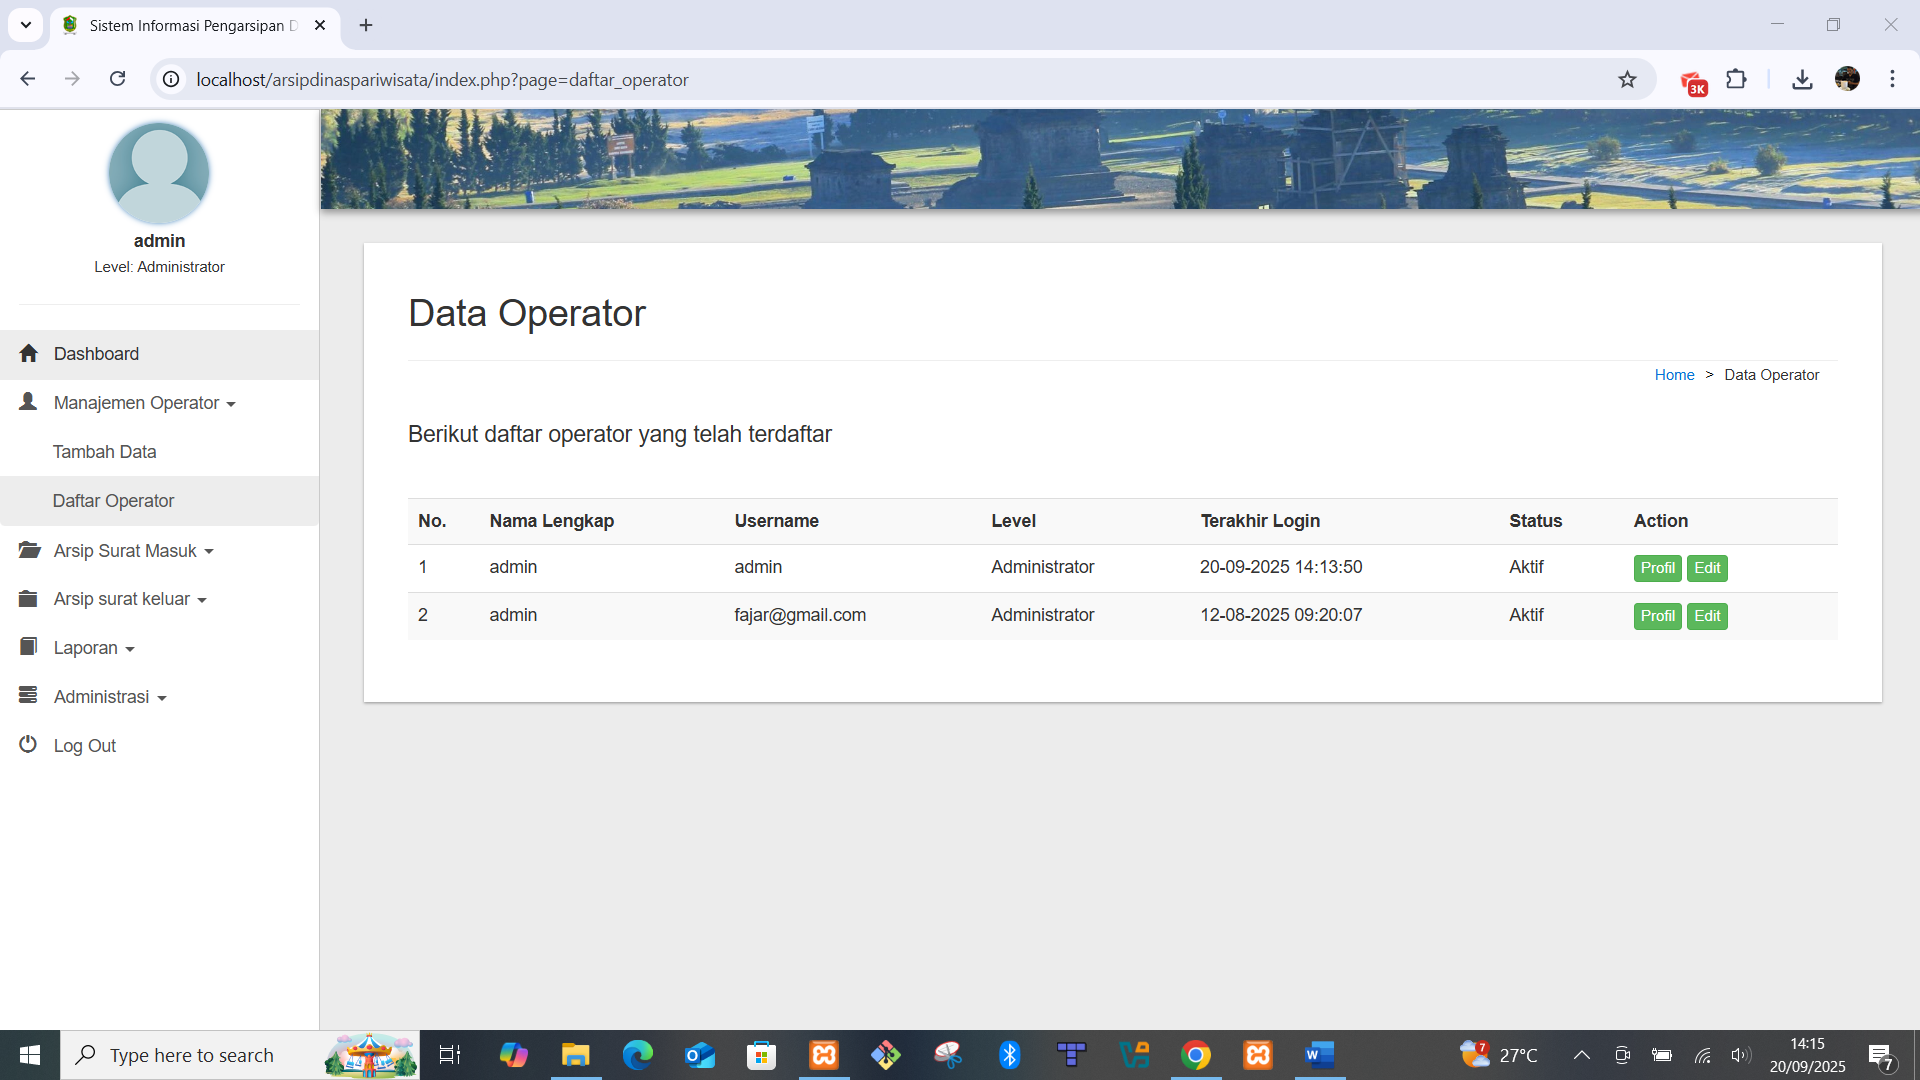 Sistem Informasi Pengarsipan D
localhost/arsipdinaspariwisata/index.php?page=daftar_operator
3K
admin
Level: Administrator
Dashboard
Manajemen Operator
Tambah Data
Daftar Operator
Arsip Surat Masuk
Arsip surat keluar
Laporan
Administrasi
Log Out
Data Operator
Home > Data Operator
Berikut daftar operator yang telah terdaftar
No. Nama Lengkap Username Level Terakhir Login Status Action
1 admin admin Administrator 20-09-2025 14:13:50 Aktif Profil Edit
2 admin fajar@gmail.com Administrator 12-08-2025 09:20:07 Aktif Profil Edit
Type here to search
7
27°C
14:15
20/09/2025
7